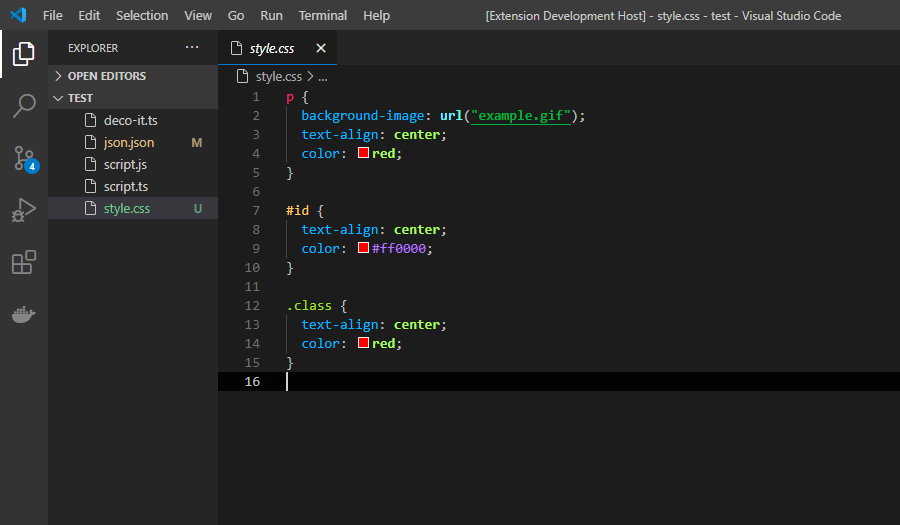 File Edit Selection View Go Run Terminal Help [Extension Development Host] - style.css - test - Visual Studio Code
EXPLORER ...
OPEN EDITORS
TEST
deco-it.ts
json.json M
script.js
script.ts
style.css U
4
style.css
style.css > ...
1 p {
2   background-image: url("example.gif");
3   text-align: center;
4   color: red;
5 }
6
7 #id {
8   text-align: center;
9   color: #ff0000;
10 }
11
12 .class {
13   text-align: center;
14   color: red;
15 }
16